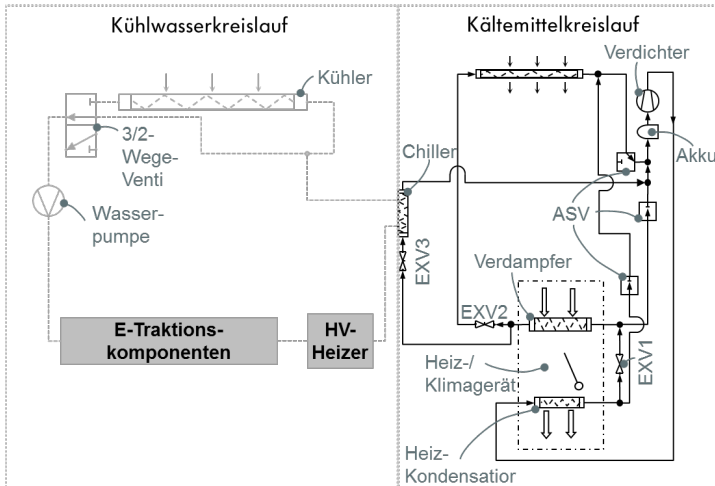 Kühlwasserkreislauf
Kältemittelkreislauf
Kühler
3/2-
Wege-
Venti
Wasser-
pumpe
E-Traktions-
komponenten
HV-
Heizer
Verdichter
Akku
Chiller
ASV
EXV3
Verdampfer
EXV2
EXV1
Heiz-/
Klimagerät
Heiz-
Kondensatior